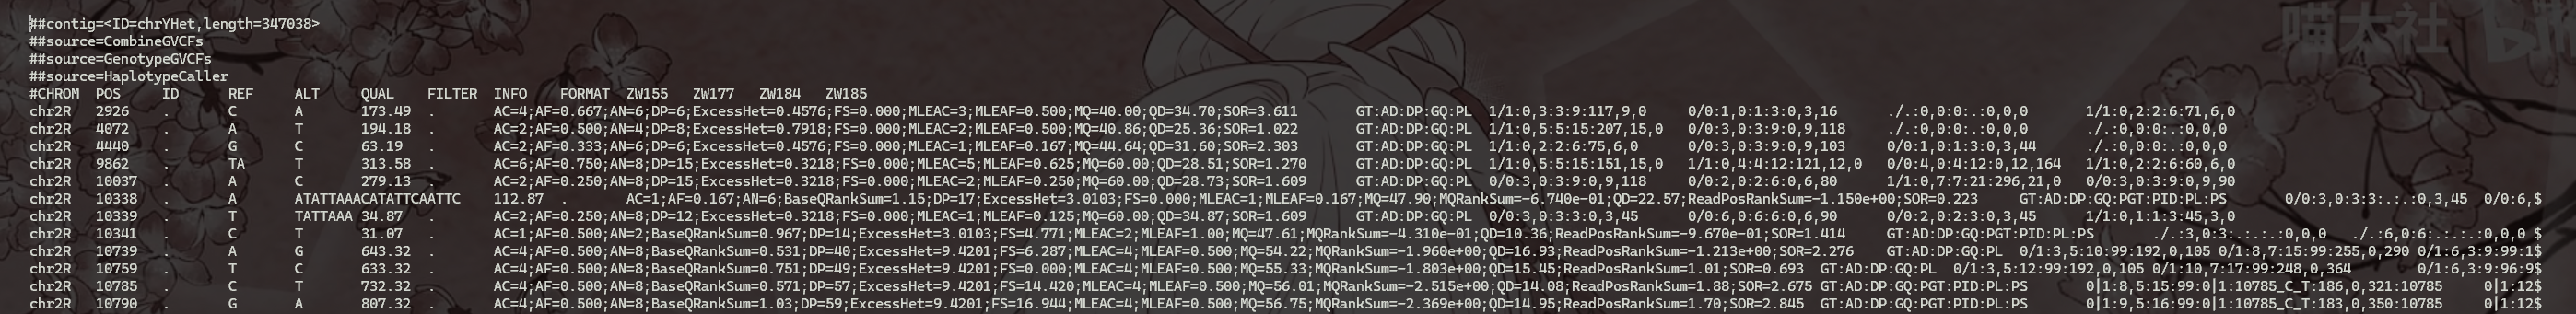 ##contig=<ID=chrYHet,length=347038>
##source=CombineGVCFs
##source=GenotypeGVCFs
##source=HaplotypeCaller
#CHROM POS ID REF ALT QUAL FILTER INFO FORMAT ZW155 ZW177 ZW184 ZW185
chr2R 2926 . C A 173.49 . AC=4;AF=0.667;AN=6;DP=6;ExcessHet=0.4576;FS=0.000;MLEAC=3;MLEAF=0.500;MQ=40.00;QD=34.70;SOR=3.611 GT:AD:DP:GQ:PL 1/1:0,3:3:9:117,9,0 0/0:1,0:1:3:0,3,16 ./.:0,0:0:.:0,0,0 1/1:0,2:2:6:71,6,0
chr2R 4072 . A T 194.18 . AC=2;AF=0.500;AN=4;DP=8;ExcessHet=0.7918;FS=0.000;MLEAC=2;MLEAF=0.500;MQ=40.86;QD=25.36;SOR=1.022 GT:AD:DP:GQ:PL 1/1:0,5:5:15:207,15,0 0/0:3,0:3:9:0,9,118 ./.:0,0:0:.:0,0,0 ./.:0,0:0:.:0,0,0
chr2R 4440 . G C 63.19 . AC=2;AF=0.333;AN=6;DP=6;ExcessHet=0.4576;FS=0.000;MLEAC=1;MLEAF=0.167;MQ=44.64;QD=31.60;SOR=2.303 GT:AD:DP:GQ:PL 1/1:0,2:2:6:75,6,0 0/0:3,0:3:9:0,9,103 0/0:1,0:1:3:0,3,44 ./.:0,0:0:.:0,0,0
chr2R 9862 . TA T 313.58 . AC=6;AF=0.750;AN=8;DP=15;ExcessHet=0.3218;FS=0.000;MLEAC=5;MLEAF=0.625;MQ=60.00;QD=28.51;SOR=1.270 GT:AD:DP:GQ:PL 1/1:0,5:5:15:151,15,0 1/1:0,4:4:12:121,12,0 0/0:4,0:4:12:0,12,164 1/1:0,2:2:6:60,6,0
chr2R 10037 . A C 279.13 . AC=2;AF=0.250;AN=8;DP=15;ExcessHet=0.3218;FS=0.000;MLEAC=2;MLEAF=0.250;MQ=60.00;QD=28.73;SOR=1.609 GT:AD:DP:GQ:PL 0/0:3,0:3:9:0,9,118 0/0:2,0:2:6:0,6,80 1/1:0,7:7:21:296,21,0 0/0:3,0:3:9:0,9,90
chr2R 10338 . A ATATTAAACATATTCAATTC 112.87 . AC=1;AF=0.167;AN=6;BaseQRankSum=1.15;DP=17;ExcessHet=3.0103;FS=0.000;MLEAC=1;MLEAF=0.167;MQ=47.90;MQRankSum=-6.740e-01;QD=22.57;ReadPosRankSum=-1.150e+00;SOR=0.223 GT:AD:DP:GQ:PGT:PID:PL:PS 0/0:3,0:3:3:.:.:0,3,45 0/0:6,$
chr2R 10339 . T TATTAAA 34.87 . AC=2;AF=0.250;AN=8;DP=12;ExcessHet=0.3218;FS=0.000;MLEAC=1;MLEAF=0.125;MQ=60.00;QD=34.87;SOR=1.609 GT:AD:DP:GQ:PL 0/0:3,0:3:3:0,3,45 0/0:6,0:6:6:0,6,90 0/0:2,0:2:3:0,3,45 1/1:0,1:1:3:45,3,0
chr2R 10341 . C T 31.07 . AC=1;AF=0.500;AN=2;BaseQRankSum=0.967;DP=14;ExcessHet=3.0103;FS=4.771;MLEAC=2;MLEAF=1.00;MQ=47.61;MQRankSum=-4.310e-01;QD=10.36;ReadPosRankSum=-9.670e-01;SOR=1.414 GT:AD:DP:GQ:PGT:PID:PL:PS ./.:3,0:3:.:.:.:0,0,0 ./.:6,0:6:.:.:.:0,0,0 $
chr2R 10739 . A G 643.32 . AC=4;AF=0.500;AN=8;BaseQRankSum=0.531;DP=40;ExcessHet=9.4201;FS=6.287;MLEAC=4;MLEAF=0.500;MQ=54.22;MQRankSum=-1.960e+00;QD=16.93;ReadPosRankSum=-1.213e+00;SOR=2.276 GT:AD:DP:GQ:PL 0/1:3,5:10:99:192,0,105 0/1:8,7:15:99:255,0,290 0/1:6,3:9:99:1$
chr2R 10759 . T C 633.32 . AC=4;AF=0.500;AN=8;BaseQRankSum=0.751;DP=49;ExcessHet=9.4201;FS=0.000;MLEAC=4;MLEAF=0.500;MQ=55.33;MQRankSum=-1.803e+00;QD=15.45;ReadPosRankSum=1.01;SOR=0.693 GT:AD:DP:GQ:PL 0/1:3,5:12:99:192,0,105 0/1:10,7:17:99:248,0,364 0/1:6,3:9:96:9$
chr2R 10785 . C T 732.32 . AC=4;AF=0.500;AN=8;BaseQRankSum=0.571;DP=57;ExcessHet=9.4201;FS=14.420;MLEAC=4;MLEAF=0.500;MQ=56.01;MQRankSum=-2.515e+00;QD=14.08;ReadPosRankSum=1.88;SOR=2.675 GT:AD:DP:GQ:PGT:PID:PL:PS 0|1:8,5:15:99:0|1:10785_C_T:186,0,321:10785 0|1:12$
chr2R 10790 . G A 807.32 . AC=4;AF=0.500;AN=8;BaseQRankSum=1.03;DP=59;ExcessHet=9.4201;FS=16.944;MLEAC=4;MLEAF=0.500;MQ=56.75;MQRankSum=-2.369e+00;QD=14.95;ReadPosRankSum=1.70;SOR=2.845 GT:AD:DP:GQ:PGT:PID:PL:PS 0|1:9,5:16:99:0|1:10785_C_T:183,0,350:10785 0|1:12$
喵太社